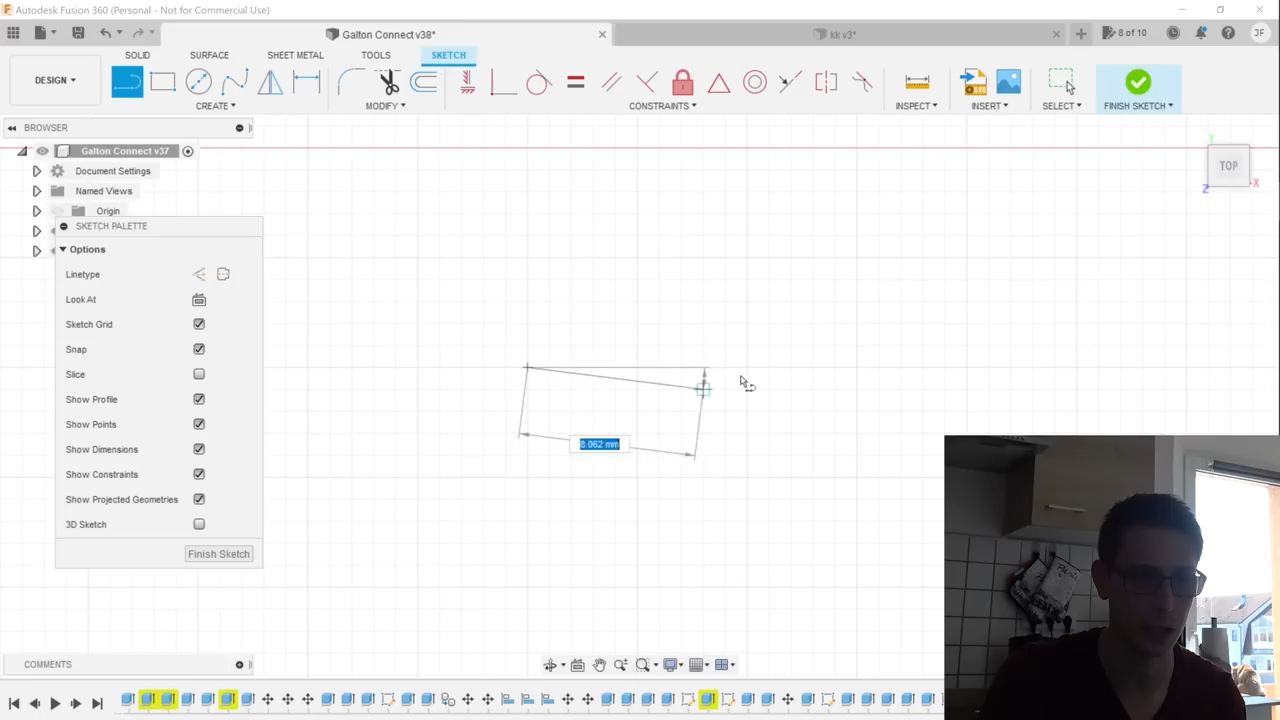 Autodesk Fusion 360 (Personal - Not for Commercial Use)
Galton Connect v38*
kk v3*
8 of 10
JF
DESIGN
SOLID
SURFACE
SHEET METAL
TOOLS
SKETCH
CREATE
MODIFY
CONSTRAINTS
INSPECT
INSERT
SELECT
FINISH SKETCH
BROWSER
Galton Connect v37
Document Settings
Named Views
Origin
SKETCH PALETTE
Options
Linetype
Look At
Sketch Grid
Snap
Slice
Show Profile
Show Points
Show Dimensions
Show Constraints
Show Projected Geometries
3D Sketch
Finish Sketch
Y
TOP
Z
X
8.062 mm
COMMENTS